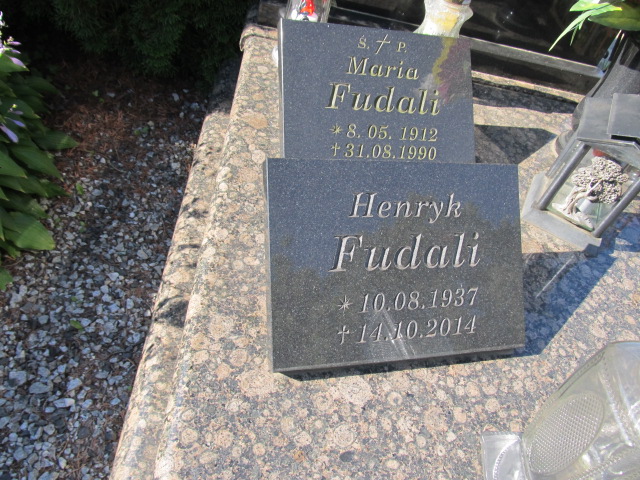 Ś. † P.
Maria
Fudali
* 8. 05. 1912
† 31.08.1990
Henryk
Fudali
* 10.08.1937
† 14.10.2014